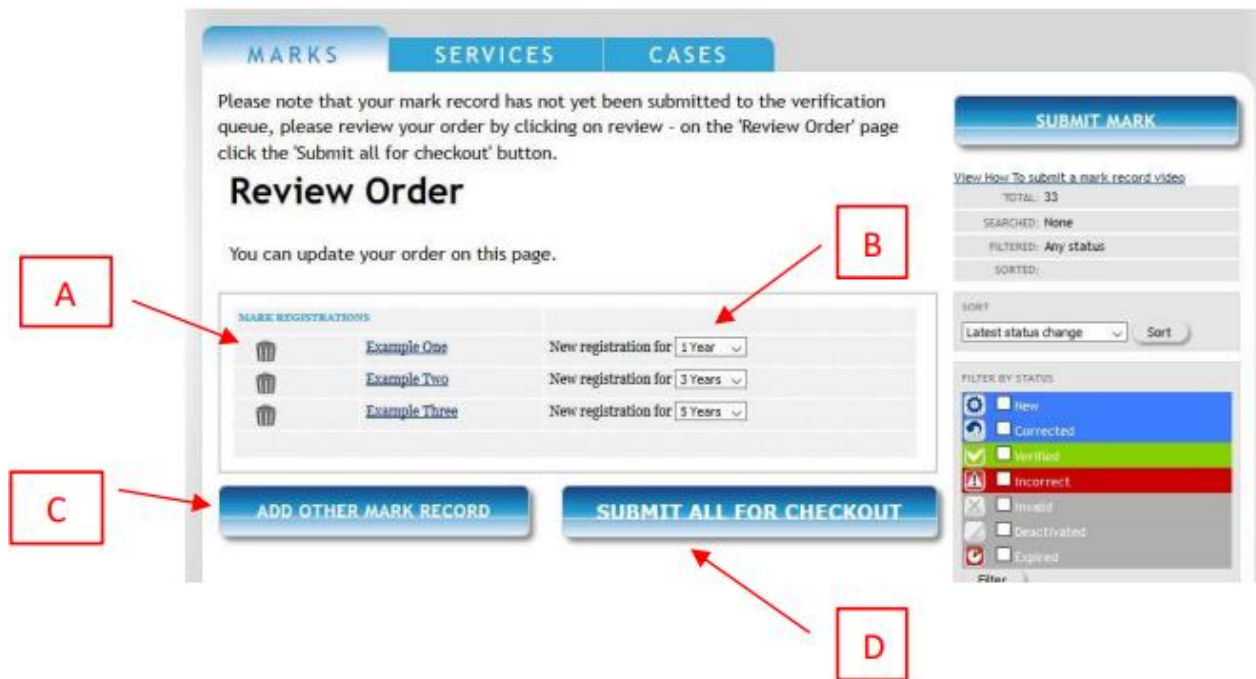 MARKS SERVICES CASES
Please note that your mark record has not yet been submitted to the verification
queue, please review your order by clicking on review - on the 'Review Order' page
click the 'Submit all for checkout' button.
Review Order
You can update your order on this page.
A
B
MARK REGISTRATIONS
Example One New registration for 1 Year
Example Two New registration for 3 Years
Example Three New registration for 5 Years
C
ADD OTHER MARK RECORD
SUBMIT ALL FOR CHECKOUT
D
SUBMIT MARK
View How To submit a mark record video
TOTAL: 33
SEARCHED: None
FILTERED: Any status
SORTED:
SORT
Latest status change Sort
FILTER BY STATUS
New
Corrected
Verified
Incorrect
Invalid
Deactivated
Expired
Filter